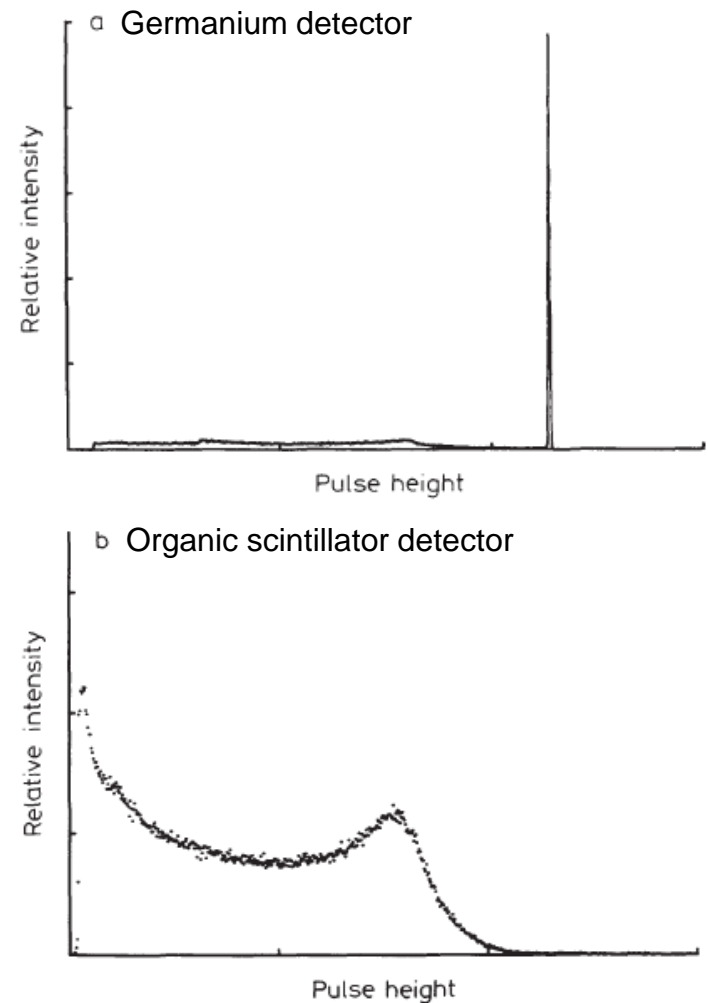 a Germanium detector
Relative intensity
Pulse height
b Organic scintillator detector
Relative intensity
Pulse height